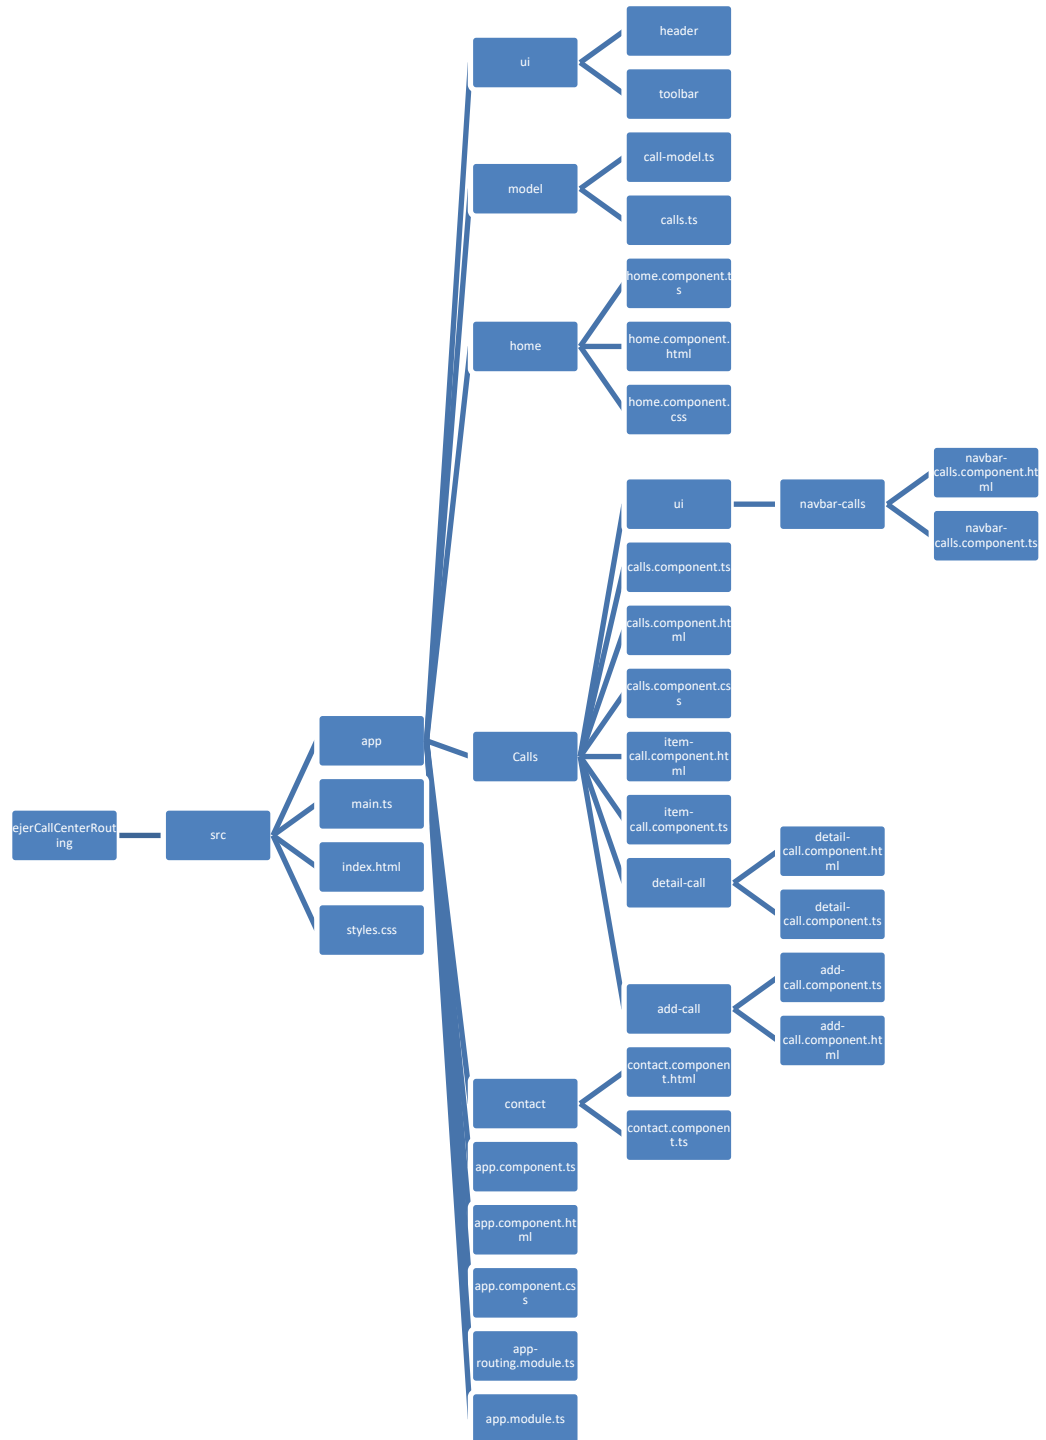 header
ui
toolbar
call-model.ts
model
calls.ts
home.component.t
s
home
home.component.
html
home.component.
css
navbar-
calls.component.ht
ml
ui
navbar-calls
navbar-
calls.component.ts
calls.component.ts
calls.component.ht
ml
calls.component.cs
s
app
Calls
item-
call.component.ht
ml
main.ts
item-
call.component.ts
ejerCallCenterRout
ing
src
index.html
detail-
call.component.ht
ml
detail-call
styles.css
detail-
call.component.ts
add-
call.component.ts
add-call
add-
call.component.ht
ml
contact.componen
t.html
contact
contact.componen
t.ts
app.component.ts
app.component.ht
ml
app.component.cs
s
app-
routing.module.ts
app.module.ts